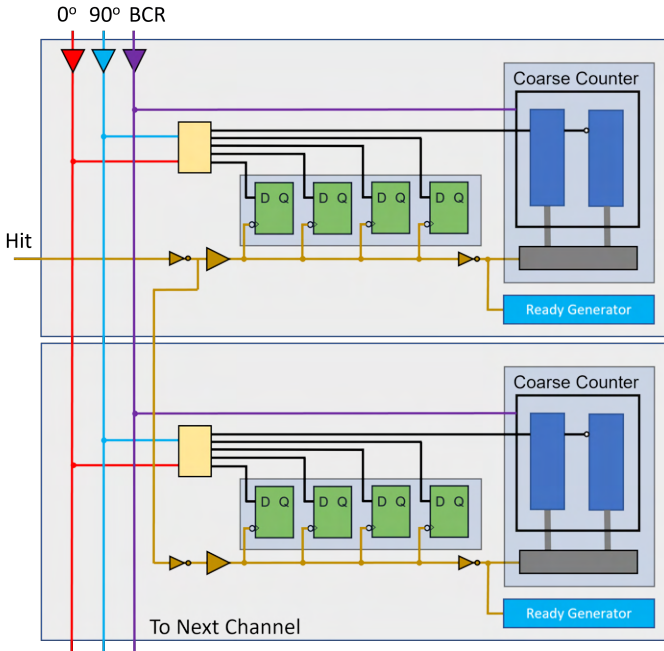 0º 90º BCR
Coarse Counter
D Q D Q D Q D Q
Hit
Ready Generator
Coarse Counter
D Q D Q D Q D Q
Ready Generator
To Next Channel